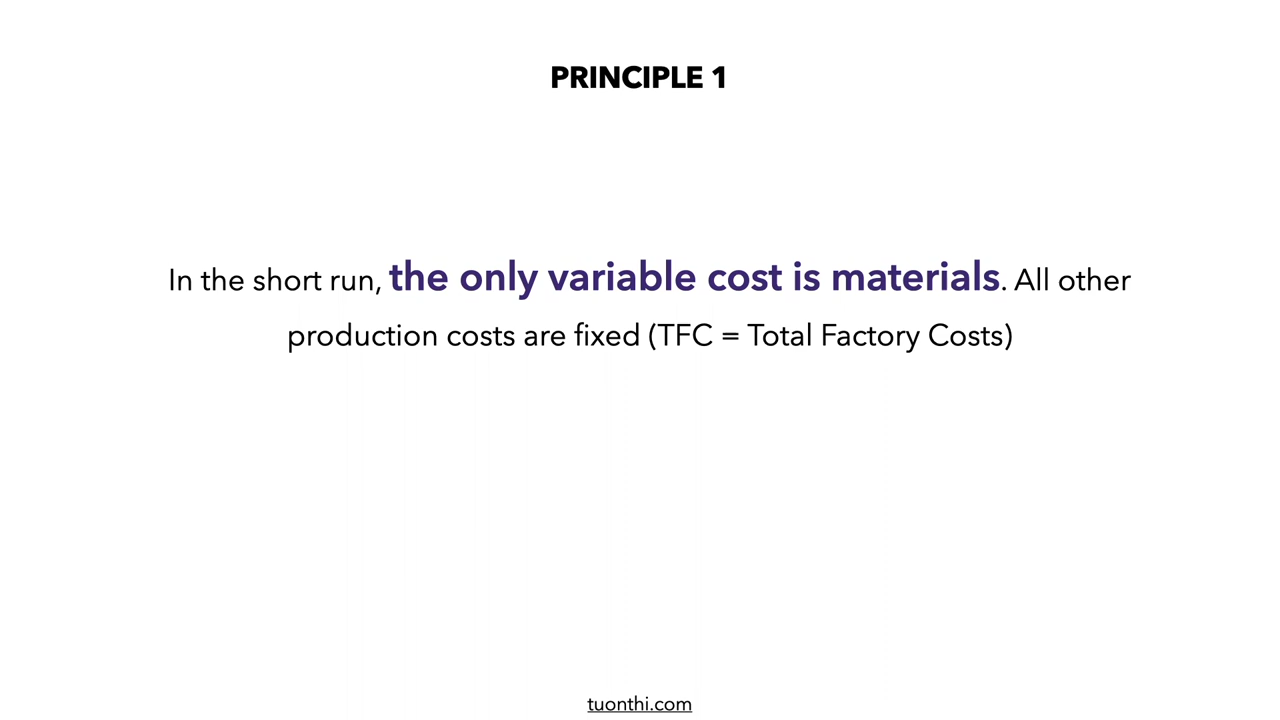 PRINCIPLE 1
In the short run, the only variable cost is materials. All other
production costs are fixed (TFC = Total Factory Costs)
tuonthi.com